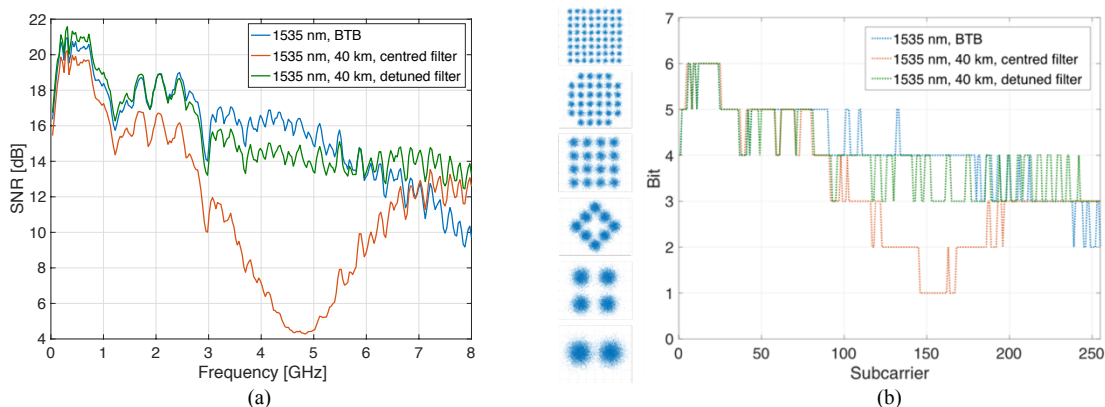 22
20
18
16
14
12
10
8
6
4
SNR [dB]
1535 nm, BTB
1535 nm, 40 km, centred filter
1535 nm, 40 km, detuned filter
0 1 2 3 4 5 6 7 8
Frequency [GHz]
(a)
7
6
5
4
3
2
1
0
Bit
1535 nm, BTB
1535 nm, 40 km, centred filter
1535 nm, 40 km, detuned filter
0 50 100 150 200 250
Subcarrier
(b)